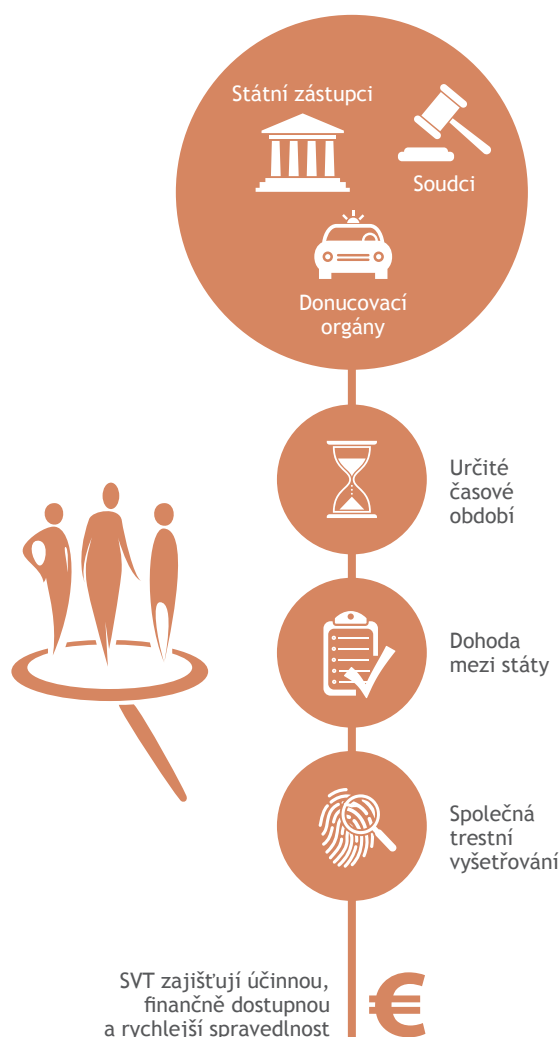 Státní zástupci
Soudci
Donucovací
orgány
Určité
časové
období
Dohoda
mezi státy
Společná
trestní
vyšetřování
SVT zajišťují účinnou,
finančně dostupnou
a rychlejší spravedlnost
€